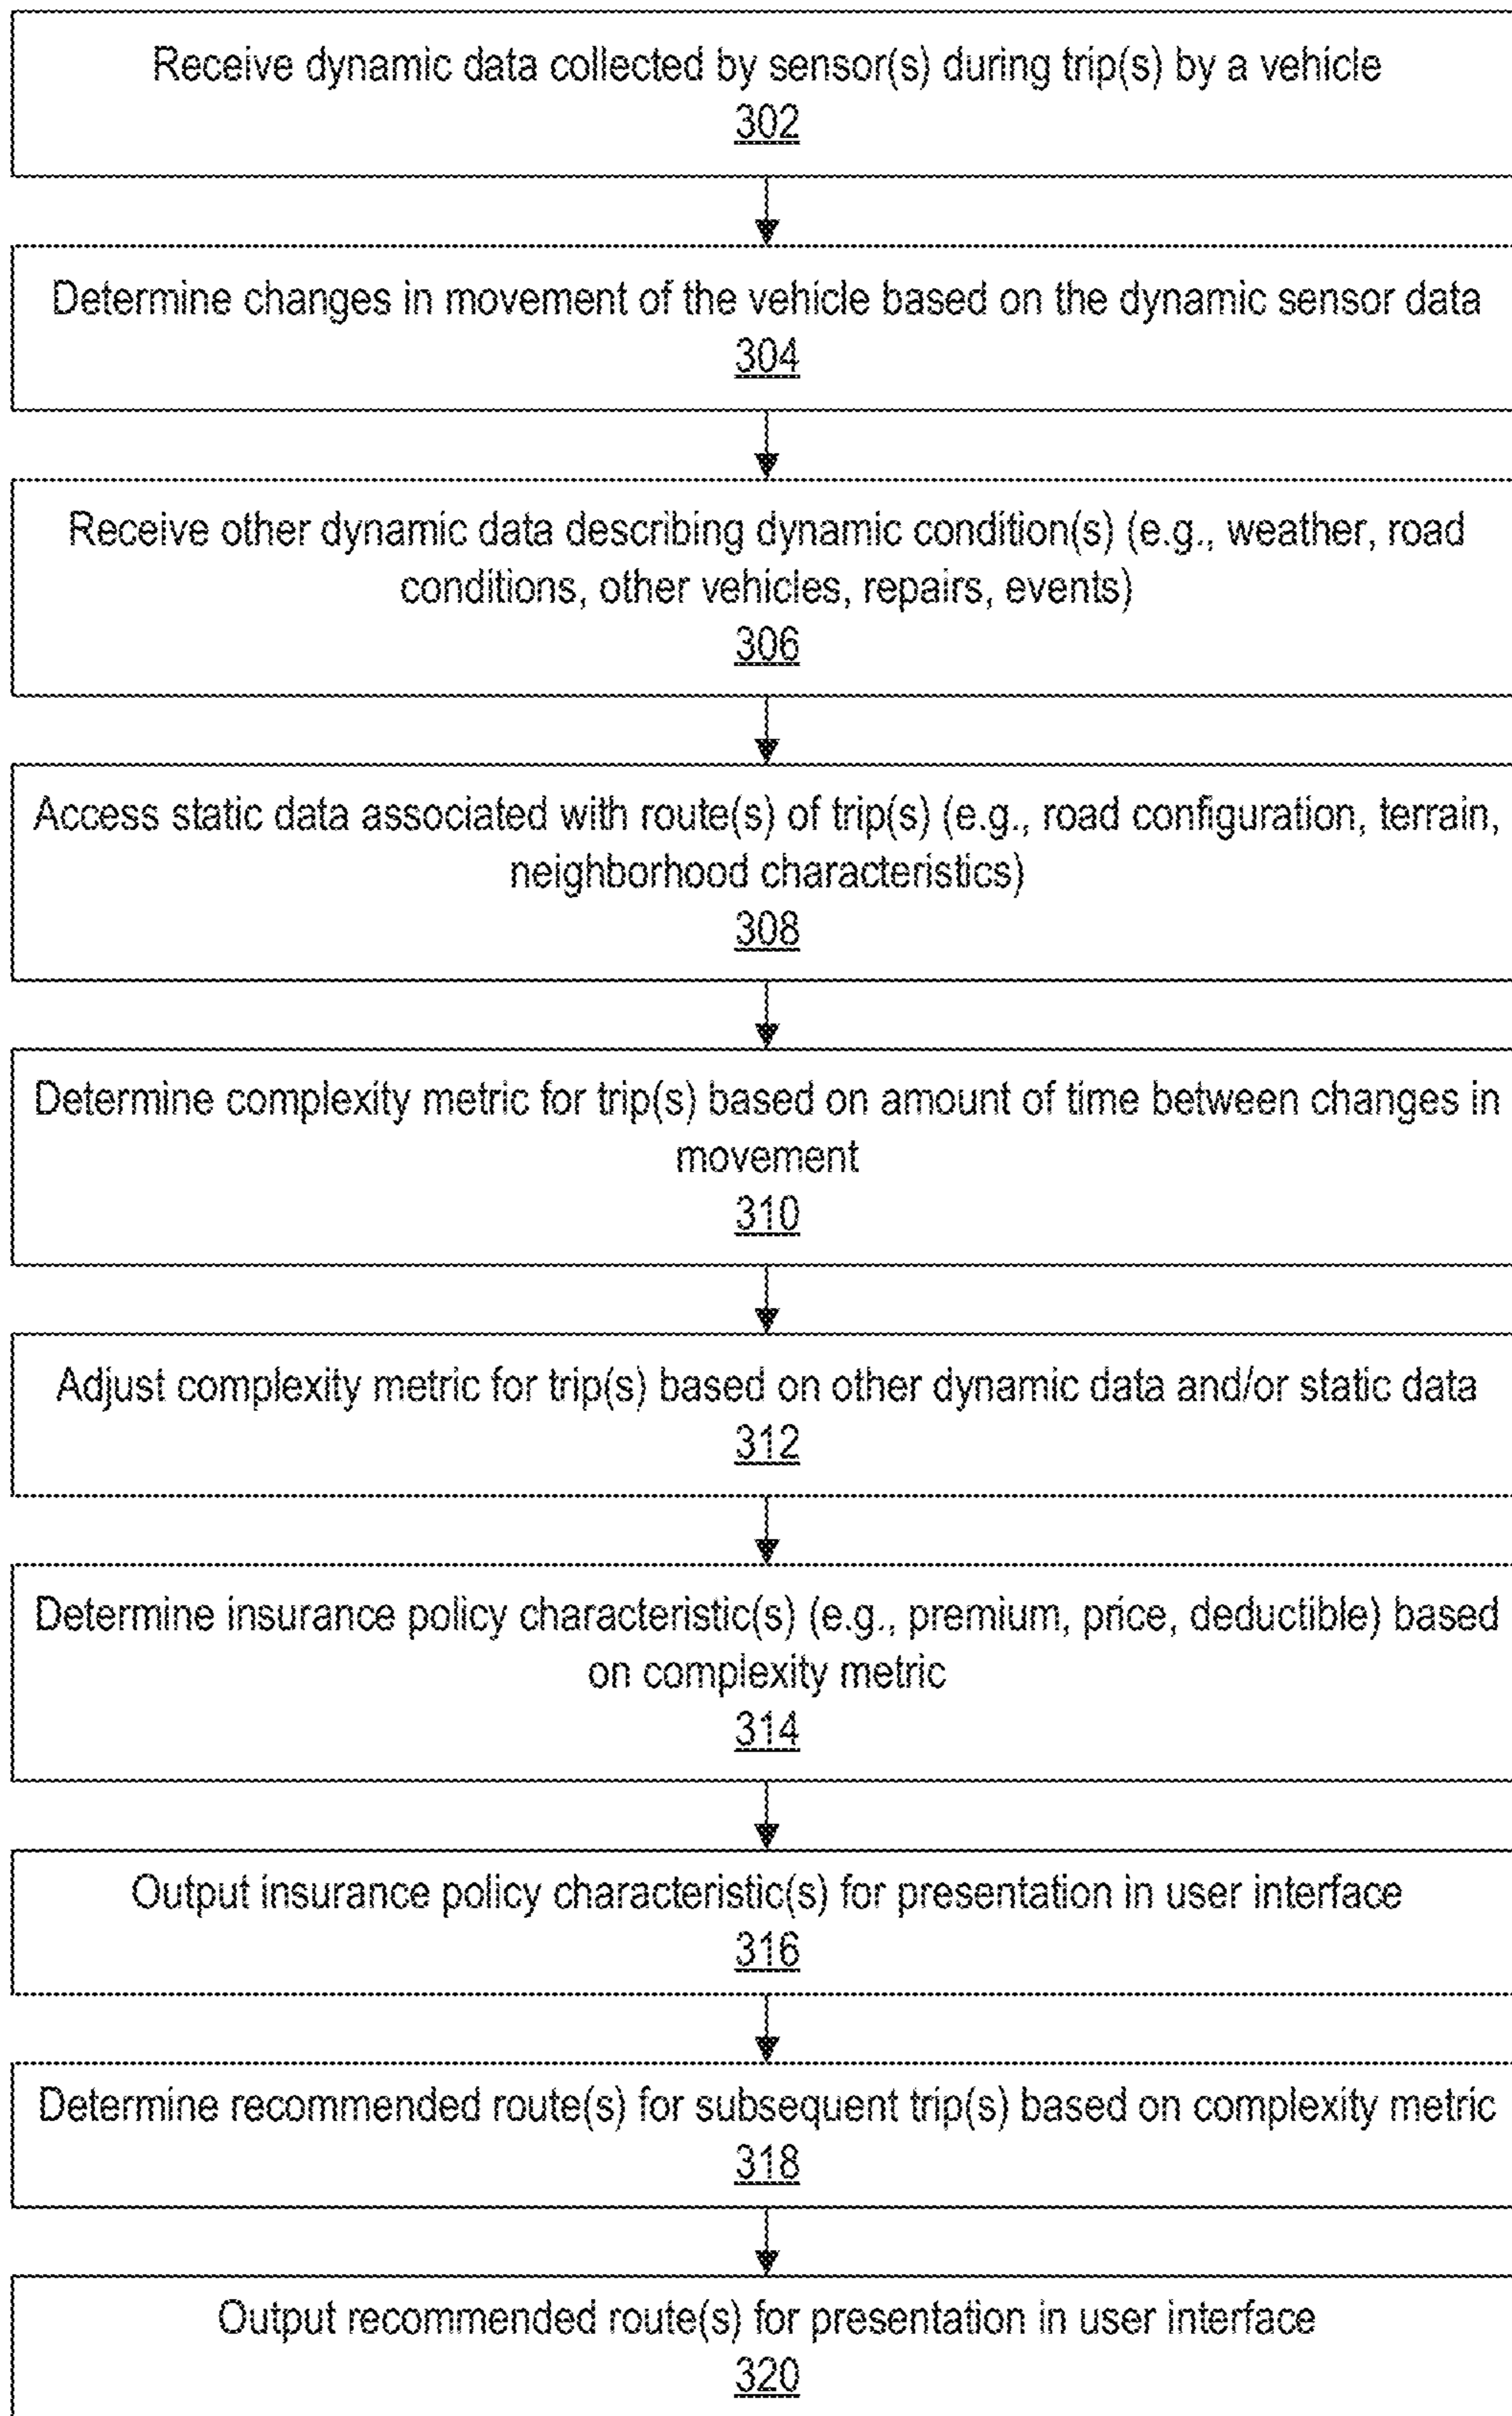 Receive dynamic data collected by sensor(s) during trip(s) by a vehicle
302
Determine changes in movement of the vehicle based on the dynamic sensor data
304
Receive other dynamic data describing dynamic condition(s) (e.g., weather, road
conditions, other vehicles, repairs, events)
306
Access static data associated with route(s) of trip(s) (e.g., road configuration, terrain,
neighborhood characteristics)
308
Determine complexity metric for trip(s) based on amount of time between changes in
movement
310
Adjust complexity metric for trip(s) based on other dynamic data and/or static data
312
Determine insurance policy characteristic(s) (e.g., premium, price, deductible) based
on complexity metric
314
Output insurance policy characteristic(s) for presentation in user interface
316
Determine recommended route(s) for subsequent trip(s) based on complexity metric
318
Output recommended route(s) for presentation in user interface
320